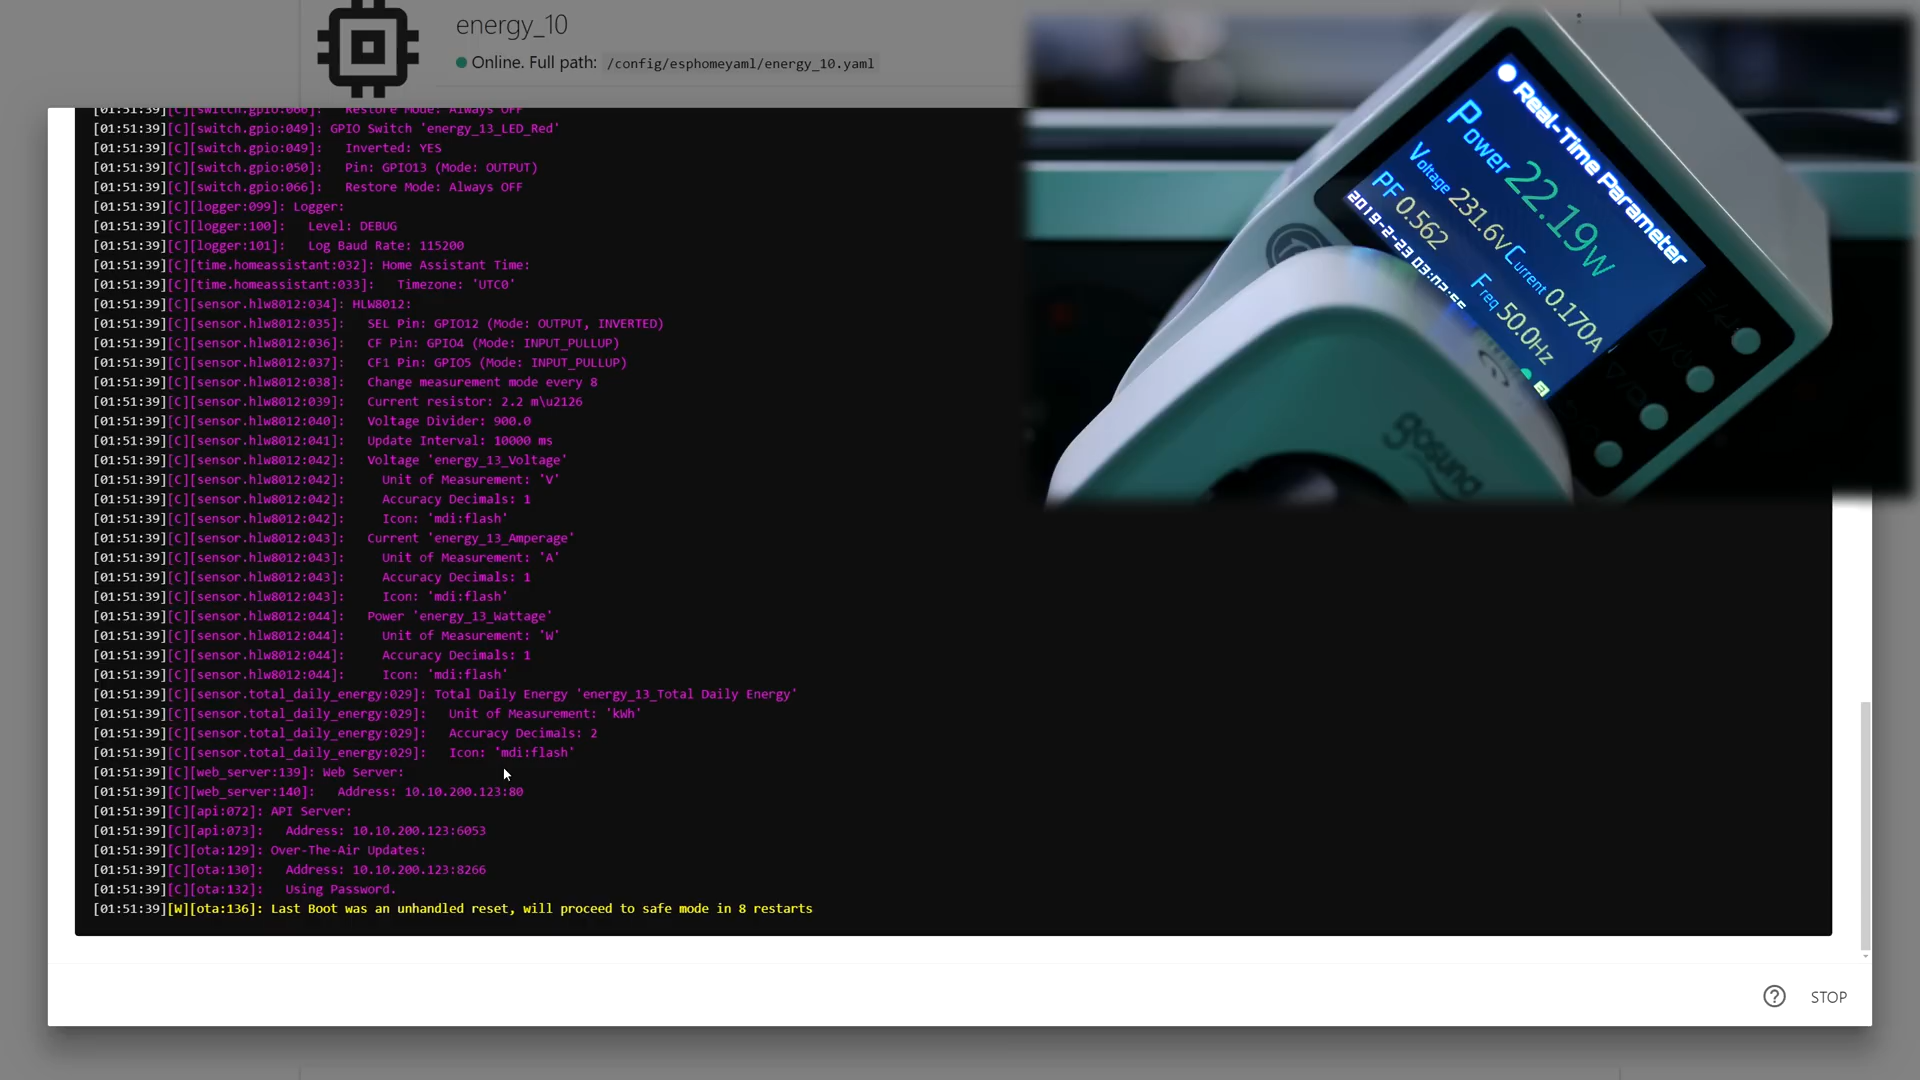 energy_10
Online. Full path: /config/esphomeyaml/energy_10.yaml
[01:51:39][C][switch.gpio:066]:   Restore Mode: Always OFF
[01:51:39][C][switch.gpio:049]: GPIO Switch 'energy_13_LED_Red'
[01:51:39][C][switch.gpio:049]:   Inverted: YES
[01:51:39][C][switch.gpio:050]:   Pin: GPIO13 (Mode: OUTPUT)
[01:51:39][C][switch.gpio:066]:   Restore Mode: Always OFF
[01:51:39][C][logger:099]: Logger:
[01:51:39][C][logger:100]:   Level: DEBUG
[01:51:39][C][logger:101]:   Log Baud Rate: 115200
[01:51:39][C][time.homeassistant:032]: Home Assistant Time:
[01:51:39][C][time.homeassistant:033]:   Timezone: 'UTC0'
[01:51:39][C][sensor.hlw8012:034]: HLW8012:
[01:51:39][C][sensor.hlw8012:035]:   SEL Pin: GPIO12 (Mode: OUTPUT, INVERTED)
[01:51:39][C][sensor.hlw8012:036]:   CF Pin: GPIO4 (Mode: INPUT_PULLUP)
[01:51:39][C][sensor.hlw8012:037]:   CF1 Pin: GPIO5 (Mode: INPUT_PULLUP)
[01:51:39][C][sensor.hlw8012:038]:   Change measurement mode every 8
[01:51:39][C][sensor.hlw8012:039]:   Current resistor: 2.2 m\u2126
[01:51:39][C][sensor.hlw8012:040]:   Voltage Divider: 900.0
[01:51:39][C][sensor.hlw8012:041]:   Update Interval: 10000 ms
[01:51:39][C][sensor.hlw8012:042]:   Voltage 'energy_13_Voltage'
[01:51:39][C][sensor.hlw8012:042]:     Unit of Measurement: 'V'
[01:51:39][C][sensor.hlw8012:042]:     Accuracy Decimals: 1
[01:51:39][C][sensor.hlw8012:042]:     Icon: 'mdi:flash'
[01:51:39][C][sensor.hlw8012:043]:   Current 'energy_13_Amperage'
[01:51:39][C][sensor.hlw8012:043]:     Unit of Measurement: 'A'
[01:51:39][C][sensor.hlw8012:043]:     Accuracy Decimals: 1
[01:51:39][C][sensor.hlw8012:043]:     Icon: 'mdi:flash'
[01:51:39][C][sensor.hlw8012:044]:   Power 'energy_13_Wattage'
[01:51:39][C][sensor.hlw8012:044]:     Unit of Measurement: 'W'
[01:51:39][C][sensor.hlw8012:044]:     Accuracy Decimals: 1
[01:51:39][C][sensor.hlw8012:044]:     Icon: 'mdi:flash'
[01:51:39][C][sensor.total_daily_energy:029]: Total Daily Energy 'energy_13_Total Daily Energy'
[01:51:39][C][sensor.total_daily_energy:029]:   Unit of Measurement: 'kWh'
[01:51:39][C][sensor.total_daily_energy:029]:   Accuracy Decimals: 2
[01:51:39][C][sensor.total_daily_energy:029]:   Icon: 'mdi:flash'
[01:51:39][C][web_server:139]: Web Server:
[01:51:39][C][web_server:140]:   Address: 10.10.200.123:80
[01:51:39][C][api:072]: API Server:
[01:51:39][C][api:073]:   Address: 10.10.200.123:6053
[01:51:39][C][ota:129]: Over-The-Air Updates:
[01:51:39][C][ota:130]:   Address: 10.10.200.123:8266
[01:51:39][C][ota:132]:   Using Password.
[01:51:39][W][ota:136]: Last Boot was an unhandled reset, will proceed to safe mode in 8 restarts
STOP
Real-Time Parameter
Power 22.19W
Voltage 231.6V Current 0.170A
PF 0.562 Freq 50.0Hz
2019-2-23
gosund